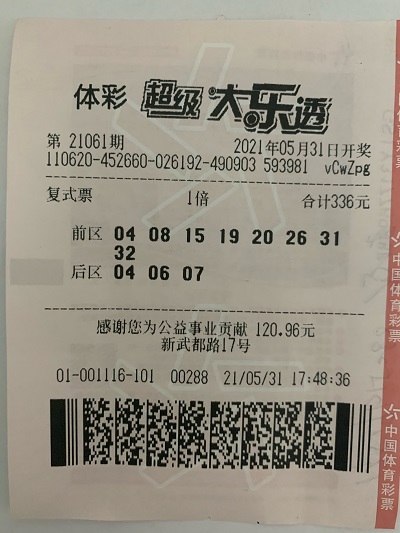 体彩 超级大乐透
第 21061期 2021年05月31日开奖
110620-452660-026192-490903 593981 vCwZpg
复式票 1倍 合计336元
前区 04 08 15 19 20 26 31
32
后区 04 06 07
感谢您为公益事业贡献 120.96元
新武都路17号
01-001116-101 00288 21/05/31 17:48:36
中国体育彩票
中国体育彩票